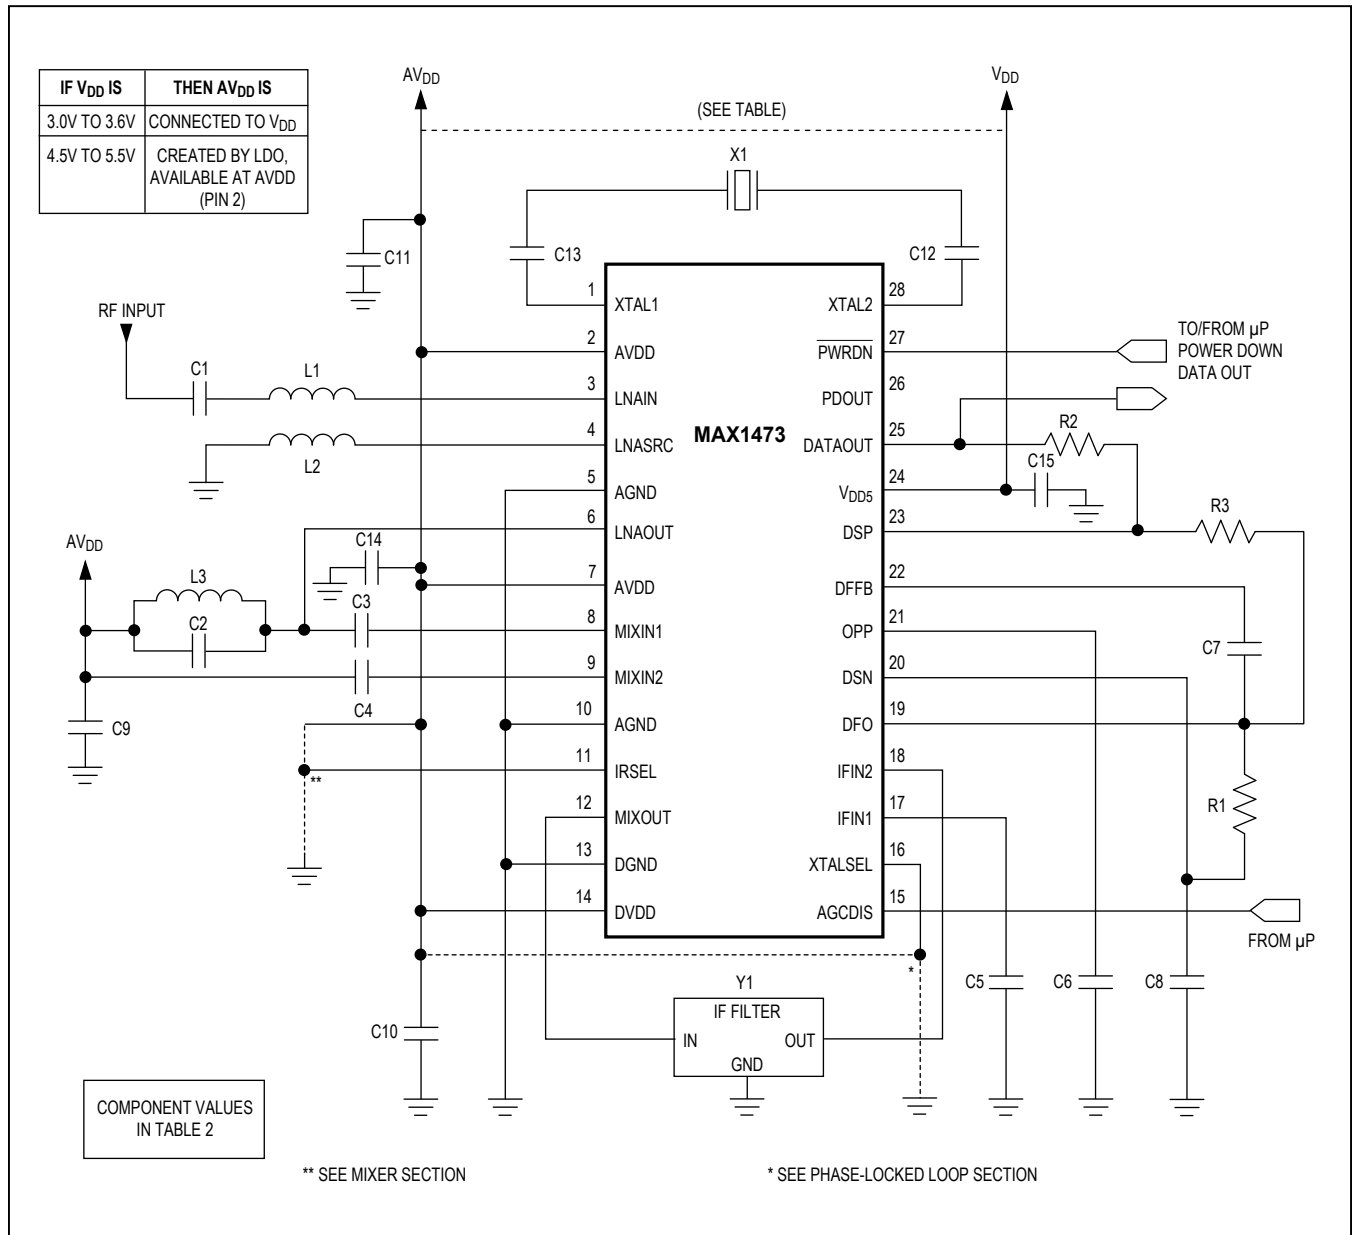 IF VDD IS
THEN AVDD IS
3.0V TO 3.6V
CONNECTED TO VDD
4.5V TO 5.5V
CREATED BY LDO,
AVAILABLE AT AVDD
(PIN 2)
AVDD
VDD
(SEE TABLE)
X1
C11
C13
C12
RF INPUT
C1
L1
L2
AVDD
L3
C2
C14
C3
C4
C9
**
C10
MAX1473
1
XTAL1
2
AVDD
3
LNAIN
4
LNASRC
5
AGND
6
LNAOUT
7
AVDD
8
MIXIN1
9
MIXIN2
10
AGND
11
IRSEL
12
MIXOUT
13
DGND
14
DVDD
28
XTAL2
27
PWRDN
26
PDOUT
25
DATAOUT
24
VDD5
23
DSP
22
DFFB
21
OPP
20
DSN
19
DFO
18
IFIN2
17
IFIN1
16
XTALSEL
15
AGCDIS
TO/FROM µP
POWER DOWN
DATA OUT
R2
C15
R3
C7
R1
FROM µP
*
C5
C6
C8
Y1
IF FILTER
IN
OUT
GND
COMPONENT VALUES
IN TABLE 2
** SEE MIXER SECTION
* SEE PHASE-LOCKED LOOP SECTION